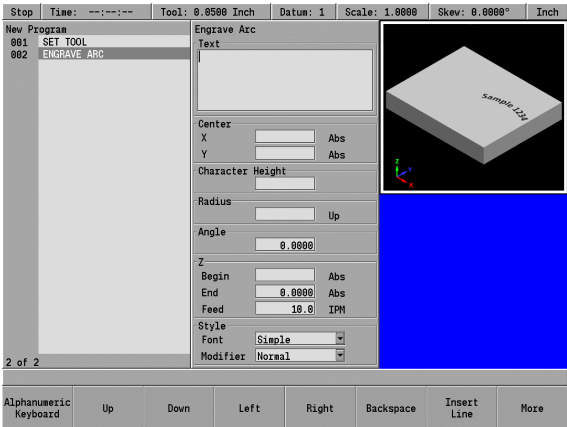 Stop Time: --:--:-- Tool: 0.0500 Inch Datum: 1 Scale: 1.0000 Skew: 0.0000° Inch
New Program
001 SET TOOL
002 ENGRAVE ARC
2 of 2
Engrave Arc
Text
Center
X Abs
Y Abs
Character Height
Radius
Up
Angle
0.0000
Z
Begin Abs
End 0.0000 Abs
Feed 10.0 IPM
Style
Font Simple
Modifier Normal
Sample 1234
Z
Y
X
Alphanumeric Keyboard Up Down Left Right Backspace Insert Line More